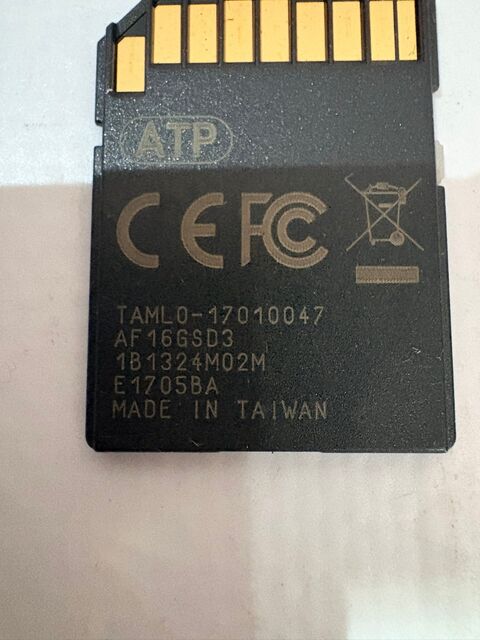 ATP
CE FC
TAML0-17010047
AF16GSD3
1B1324M02M
E1705BA
MADE IN TAIWAN